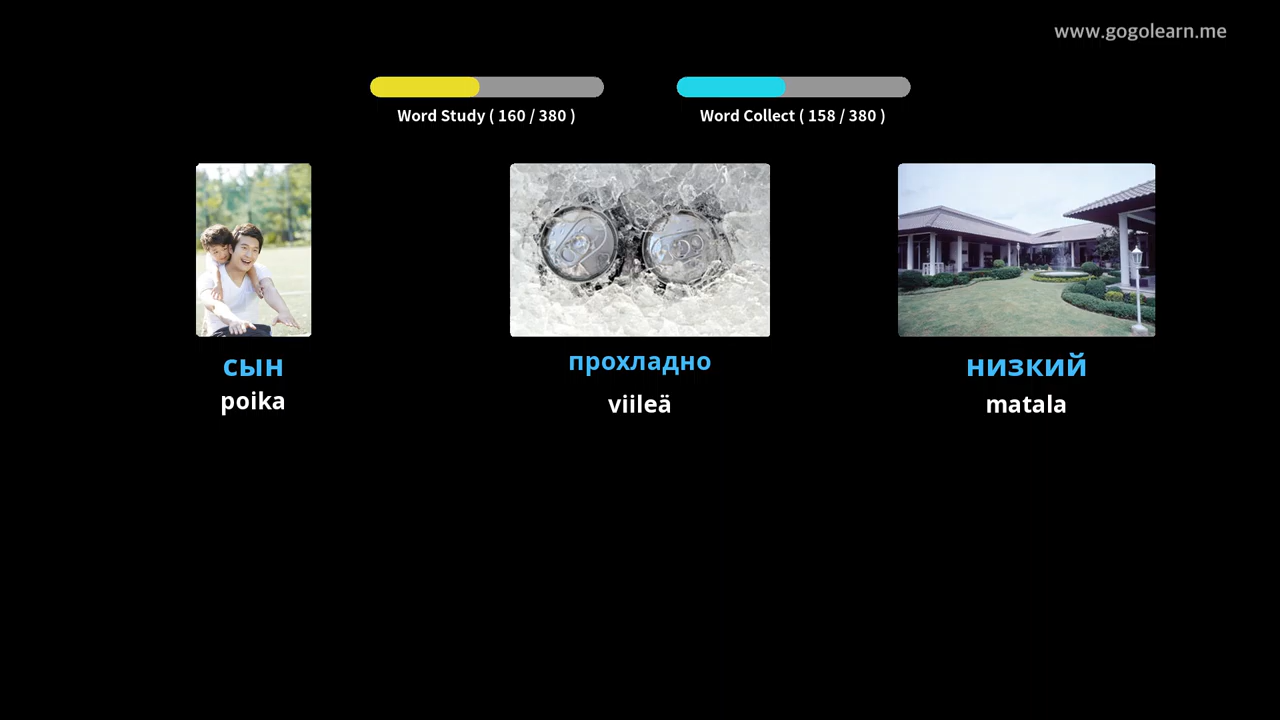 www.gogolearn.me
Word Study ( 160 / 380 )
Word Collect ( 158 / 380 )
сын
poika
прохладно
viileä
низкий
matala